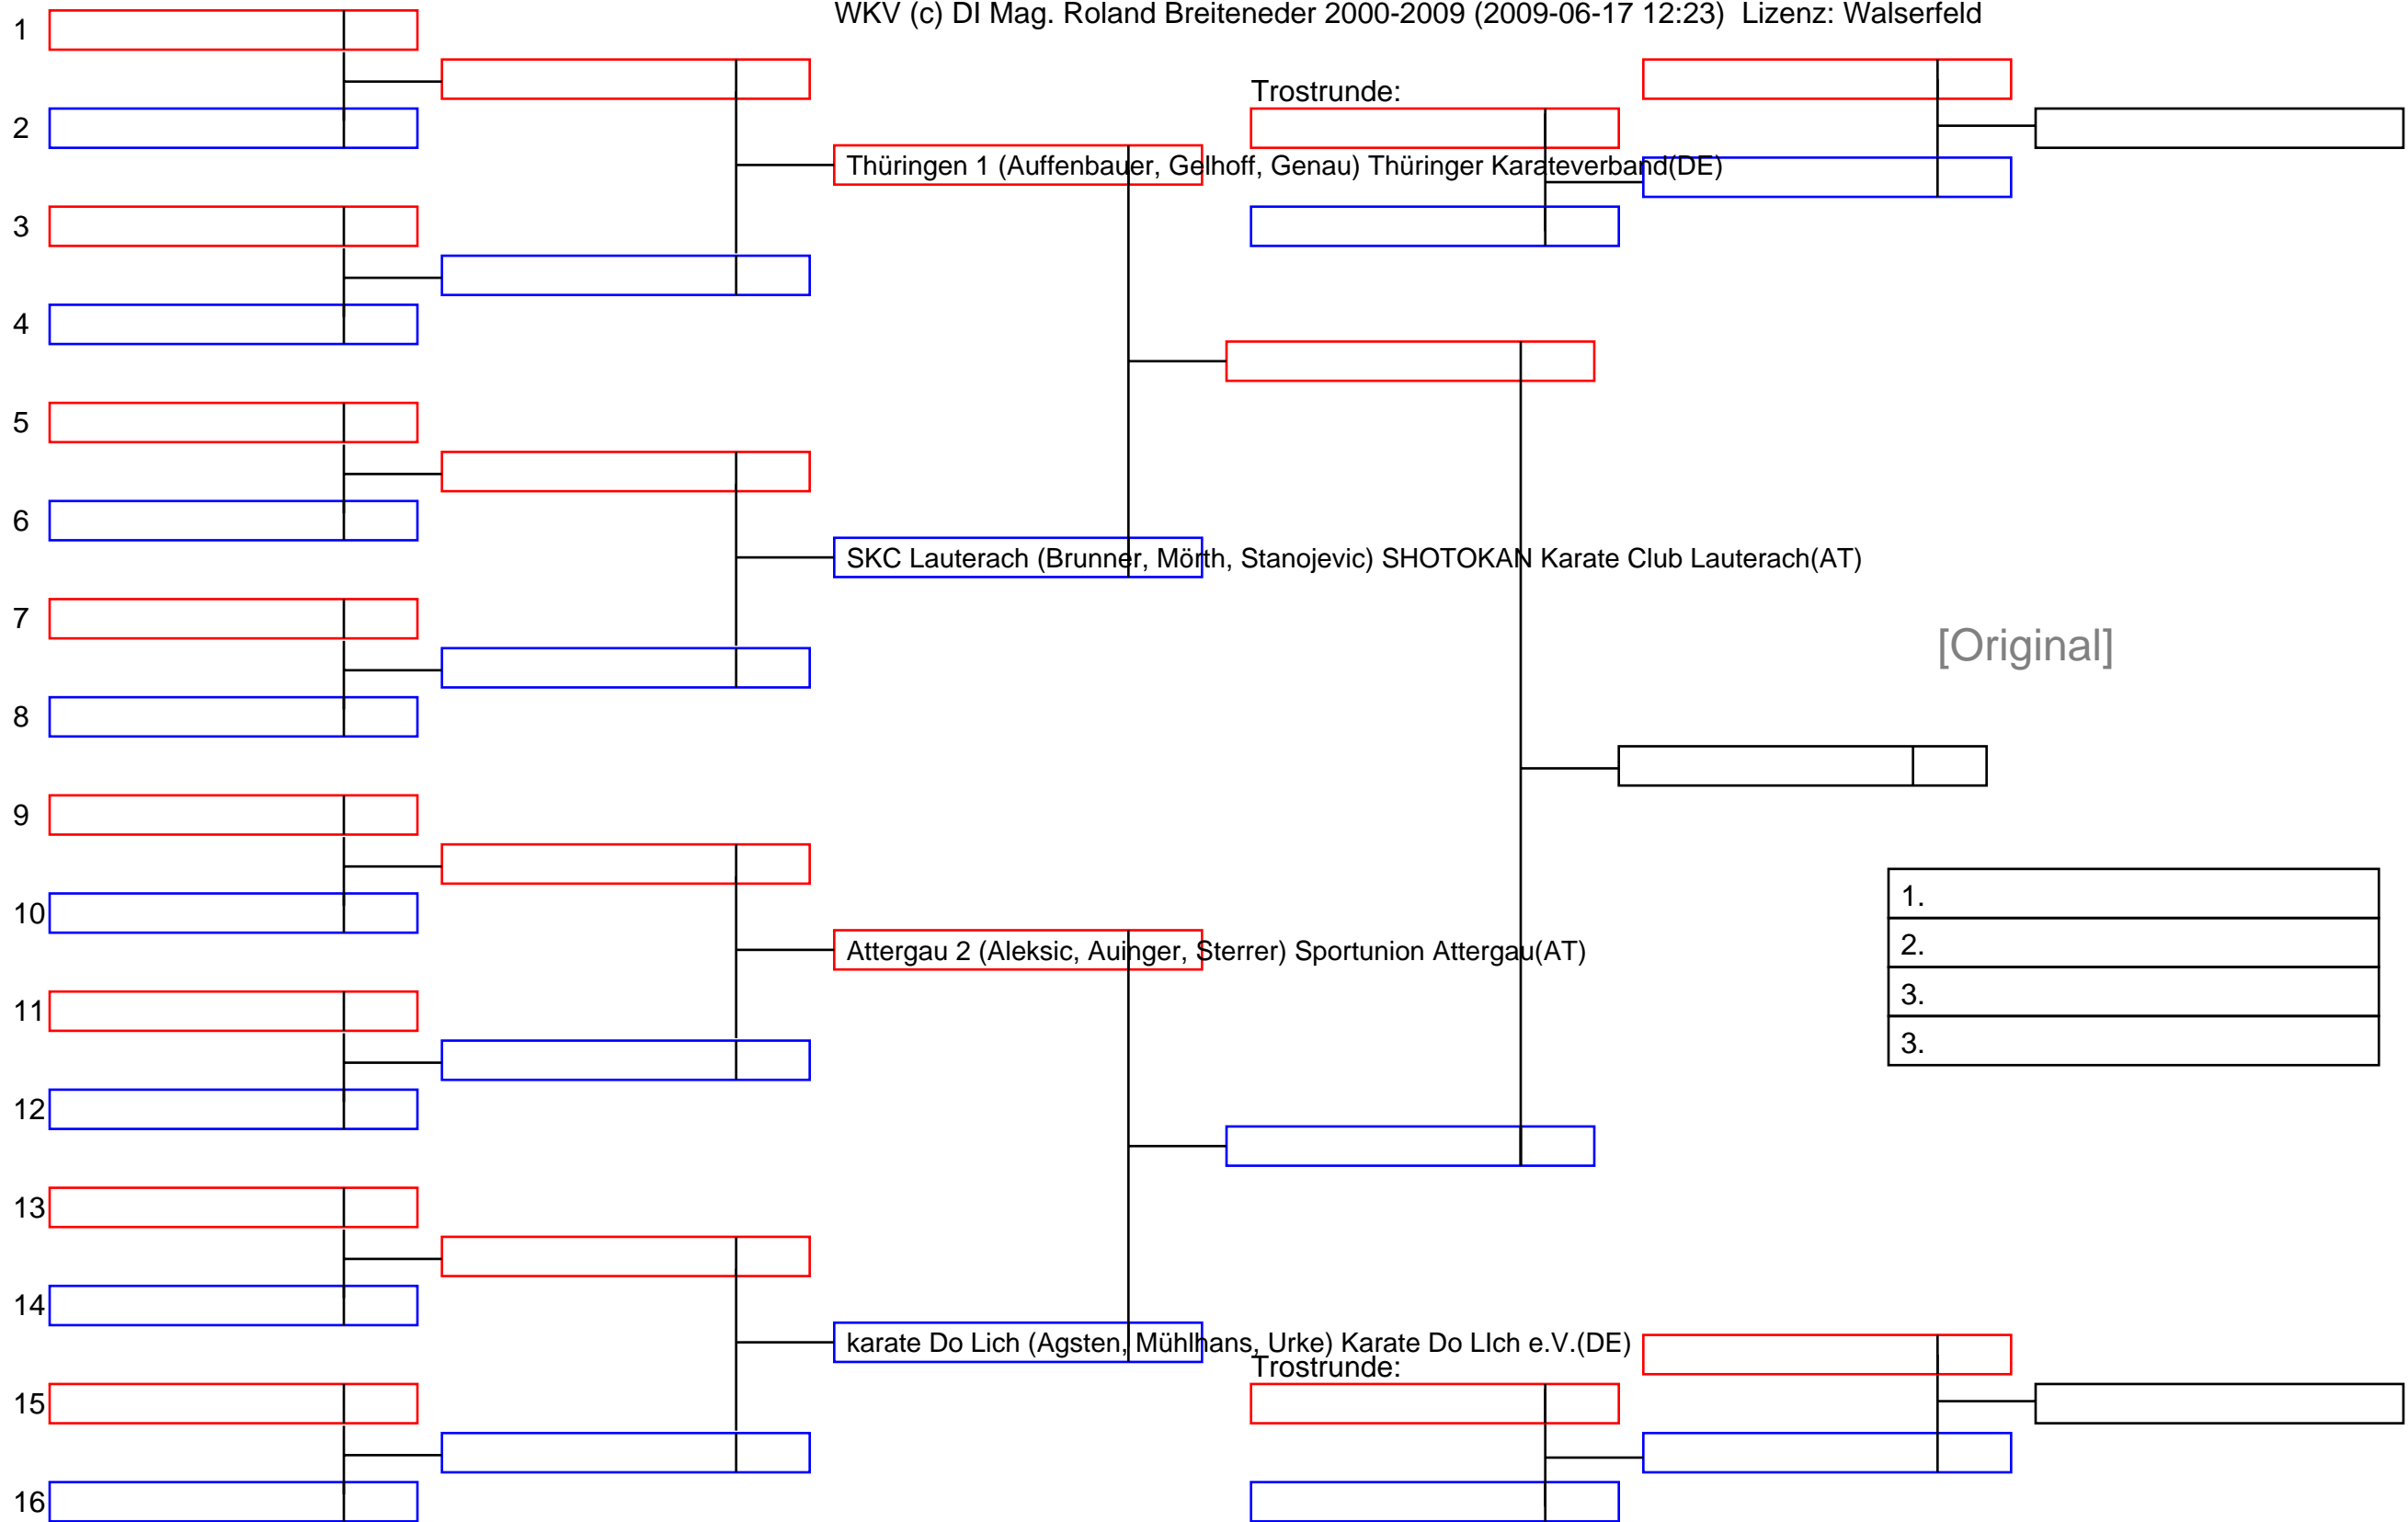 WKV (c) DI Mag. Roland Breiteneder 2000-2009 (2009-06-17 12:23)  Lizenz: Walserfeld
1
Trostrunde:
2
Thüringen 1 (Auffenbauer, Gelhoff, Genau) Thüringer Karateverband(DE)
3
4
5
6
SKC Lauterach (Brunner, Mörth, Stanojevic) SHOTOKAN Karate Club Lauterach(AT)
7
[Original]
8
9
1.
10
2.
Attergau 2 (Aleksic, Auinger, Sterrer) Sportunion Attergau(AT)
3.
11
3.
12
13
14
karate Do Lich (Agsten, Mühlhans, Urke) Karate Do LIch e.V.(DE)
Trostrunde:
15
16